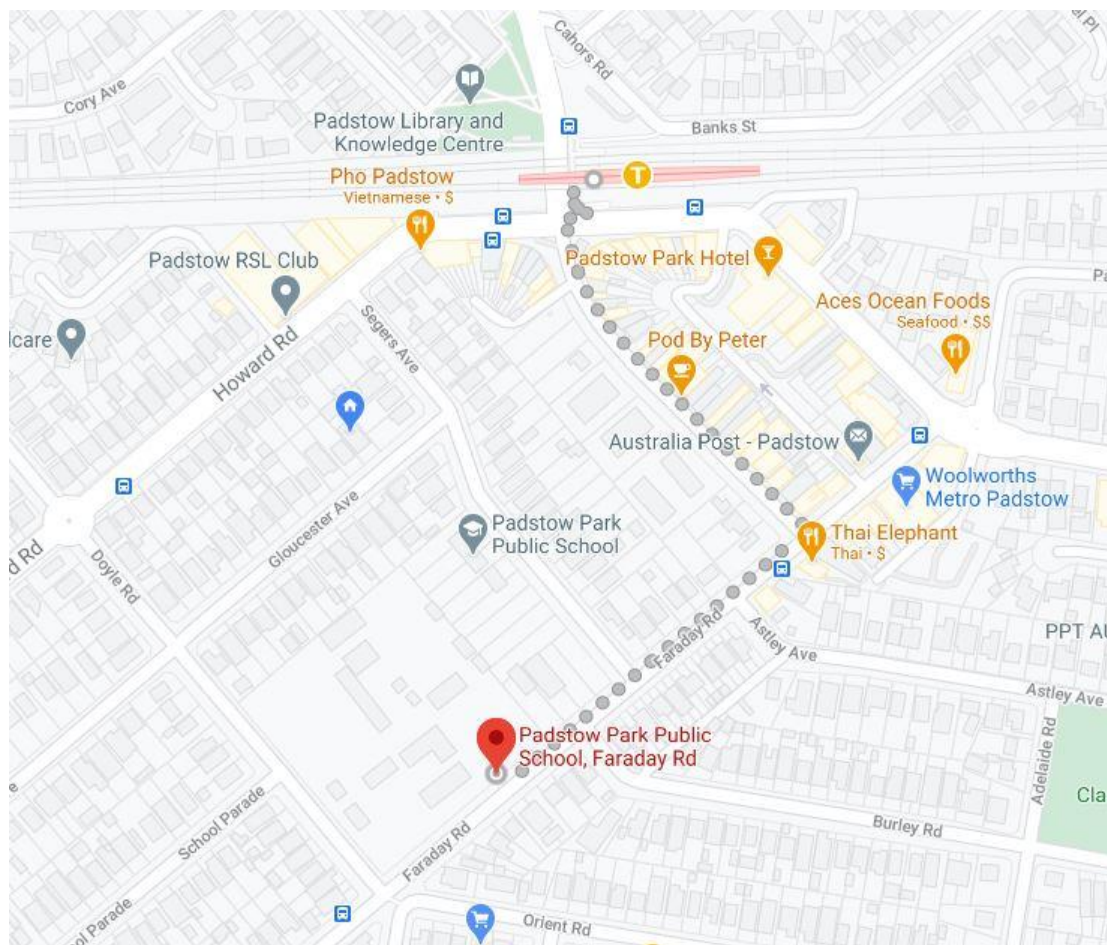 Cahors Rd
Cory Ave
Padstow Library and
Knowledge Centre
Banks St
T
Pho Padstow
Vietnamese • $
Padstow RSL Club
Padstow Park Hotel
Aces Ocean Foods
Seafood • $$
care
Howard Rd
Segers Ave
Pod By Peter
Australia Post - Padstow
Woolworths
Metro Padstow
Padstow Park
Public School
Gloucester Ave
Thai Elephant
Thai • $
d Rd
Doyle Rd
Faraday Rd
Astley Ave
PPT AU
Astley Ave
Padstow Park Public
School, Faraday Rd
Adelaide Rd
Cla
School Parade
Faraday Rd
Burley Rd
ol Parade
Orient Rd